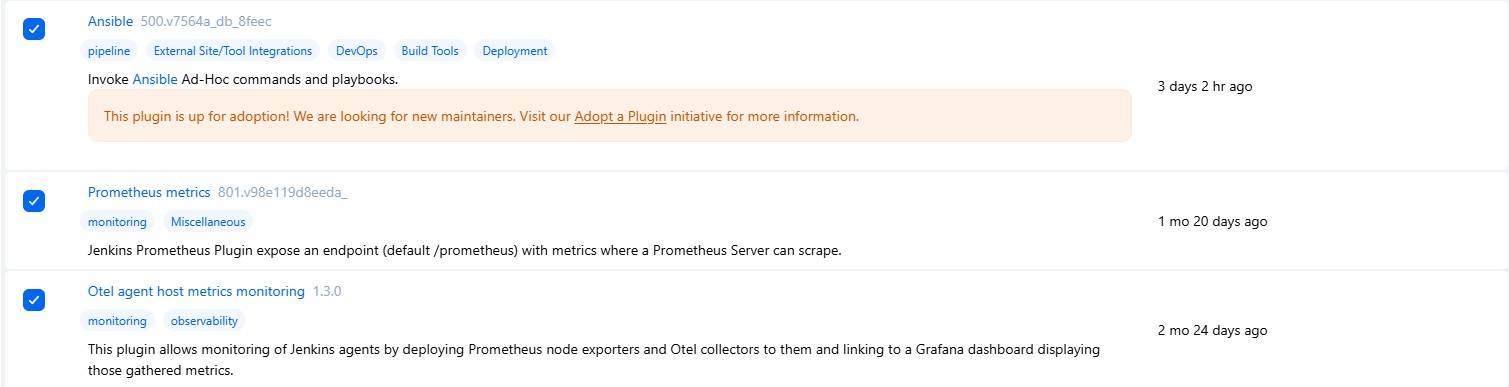 Ansible 500.v7564a_db_8feec
pipeline External Site/Tool Integrations DevOps Build Tools Deployment
Invoke Ansible Ad-Hoc commands and playbooks.
3 days 2 hr ago
This plugin is up for adoption! We are looking for new maintainers. Visit our Adopt a Plugin initiative for more information.
Prometheus metrics 801.v98e119d8eeda_
monitoring Miscellaneous
1 mo 20 days ago
Jenkins Prometheus Plugin expose an endpoint (default /prometheus) with metrics where a Prometheus Server can scrape.
Otel agent host metrics monitoring 1.3.0
monitoring observability
2 mo 24 days ago
This plugin allows monitoring of Jenkins agents by deploying Prometheus node exporters and Otel collectors to them and linking to a Grafana dashboard displaying
those gathered metrics.